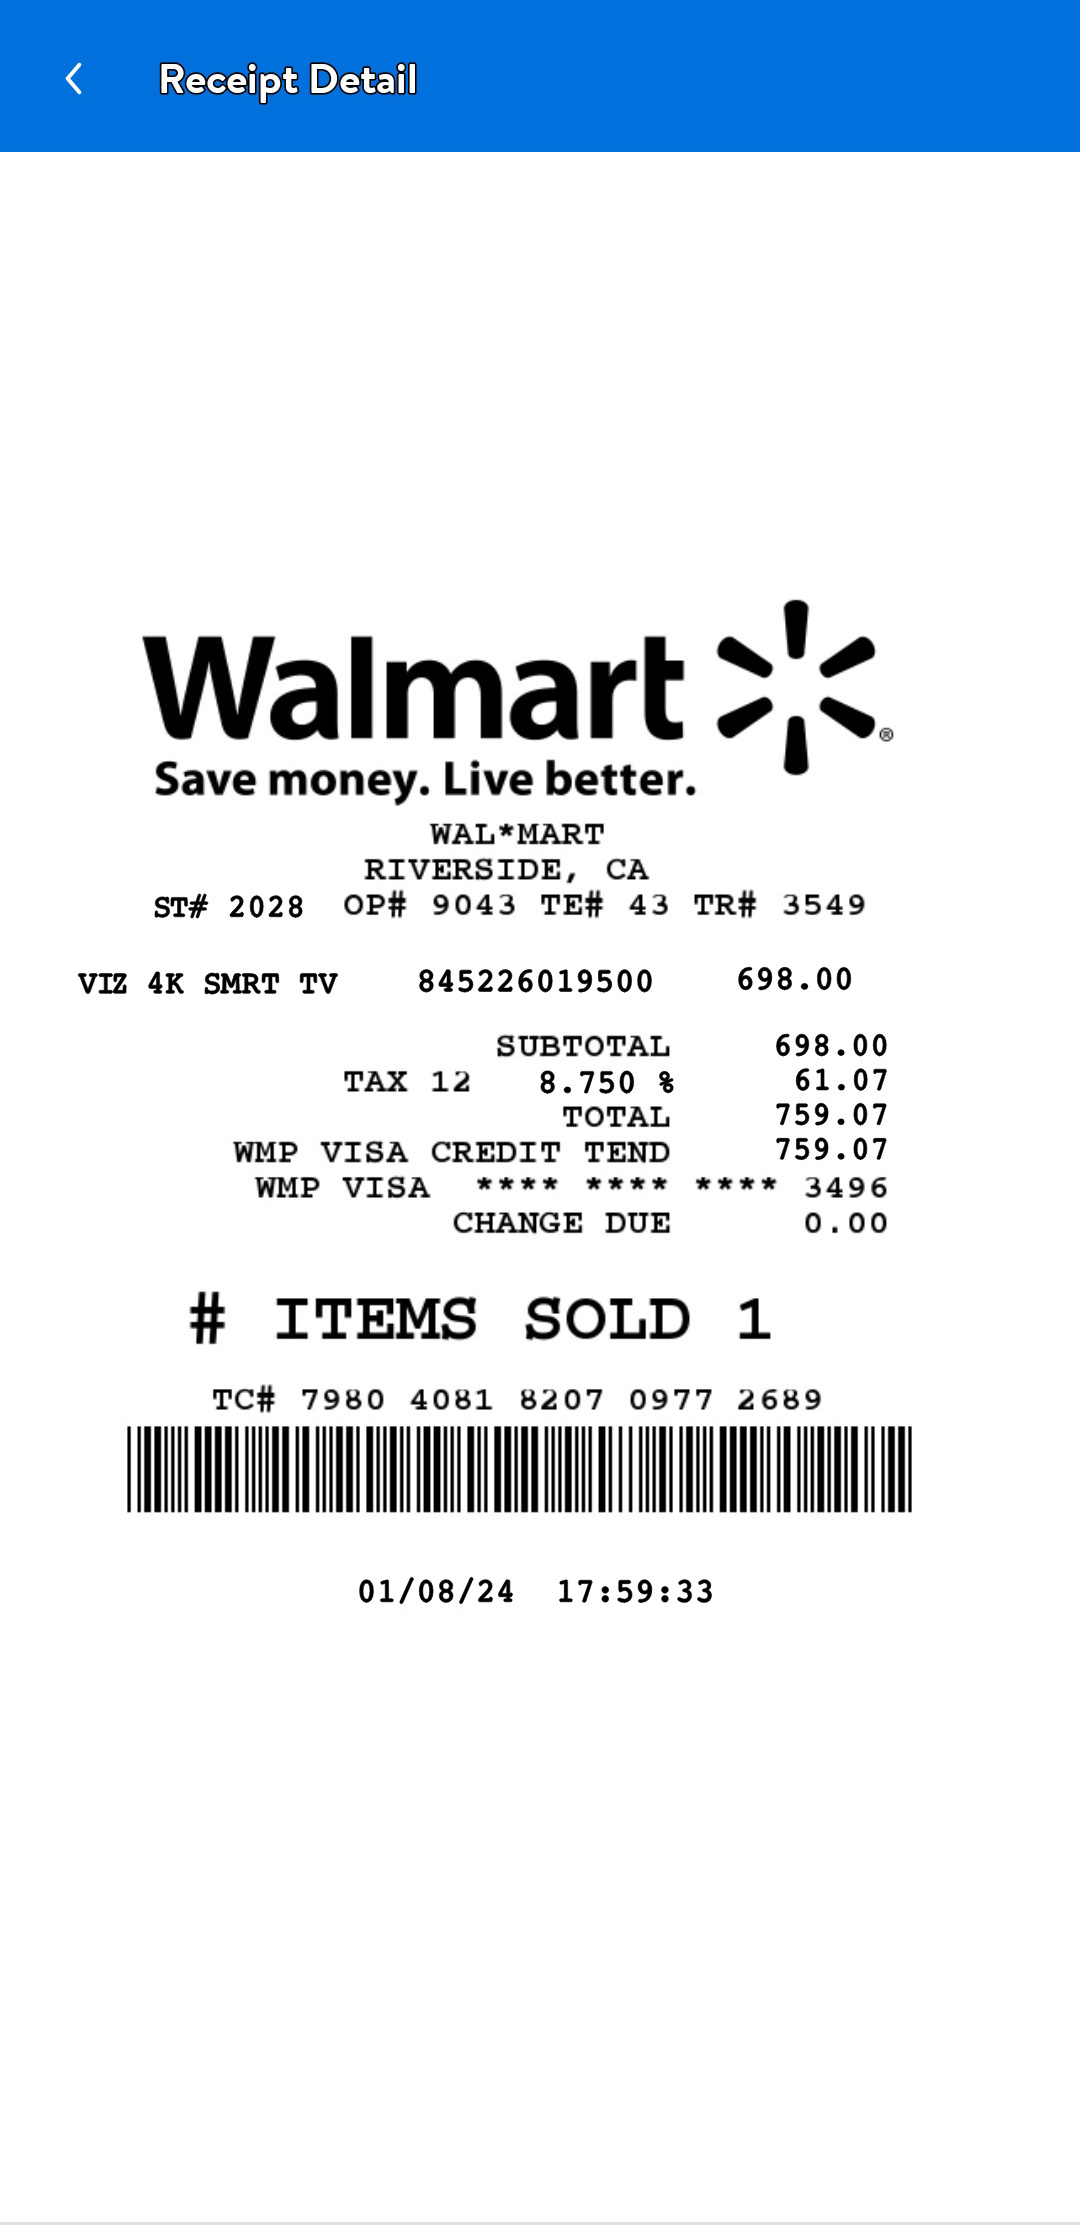 Receipt Detail
Walmart ®
Save money. Live better.
WAL*MART
RIVERSIDE, CA
ST# 2028 OP# 9043 TE# 43 TR# 3549
VIZ 4K SMRT TV 845226019500 698.00
SUBTOTAL 698.00
TAX 12 8.750 % 61.07
TOTAL 759.07
WMP VISA CREDIT TEND 759.07
WMP VISA **** **** **** 3496
CHANGE DUE 0.00
# ITEMS SOLD 1
TC# 7980 4081 8207 0977 2689
01/08/24 17:59:33